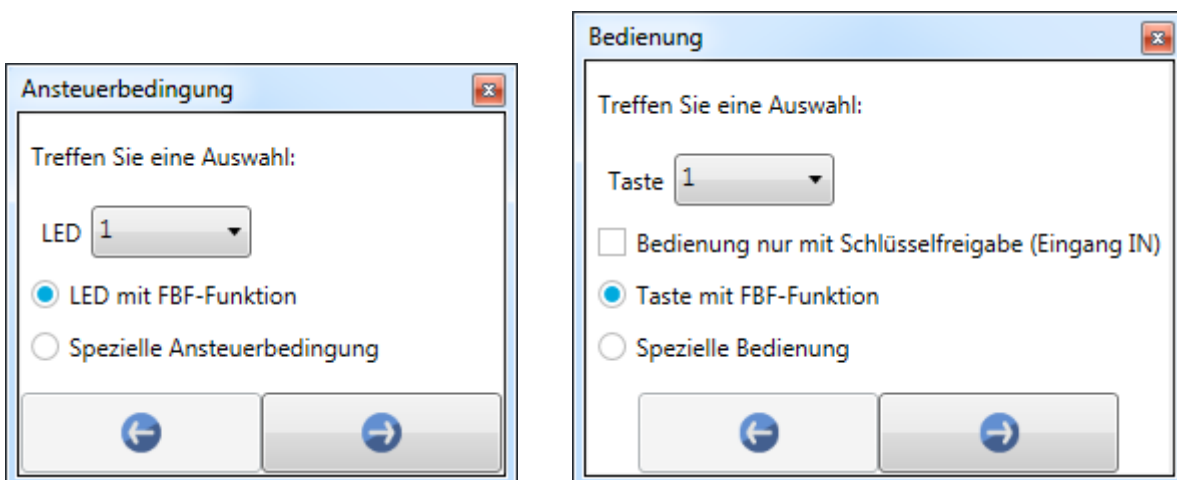 Ansteuerbedingung
Treffen Sie eine Auswahl:
LED 1
LED mit FBF-Funktion
Spezielle Ansteuerbedingung
Bedienung
Treffen Sie eine Auswahl:
Taste 1
Bedienung nur mit Schlüsselfreigabe (Eingang IN)
Taste mit FBF-Funktion
Spezielle Bedienung